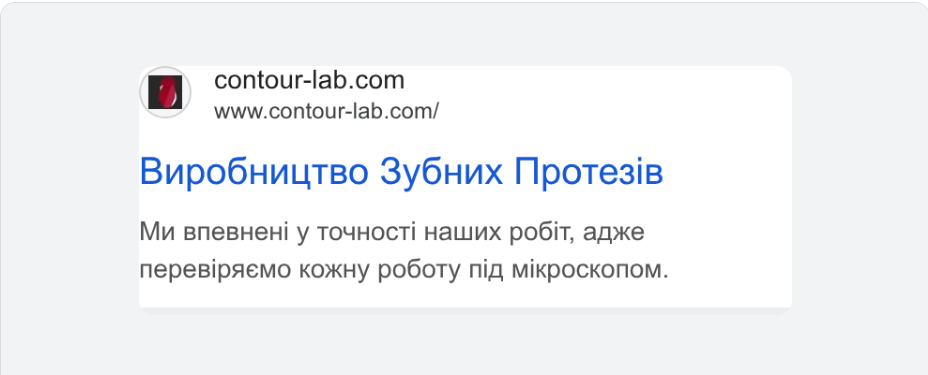 contour-lab.com
www.contour-lab.com/
Виробництво Зубних Протезів
Ми впевнені у точності наших робіт, адже
перевіряємо кожну роботу під мікроскопом.